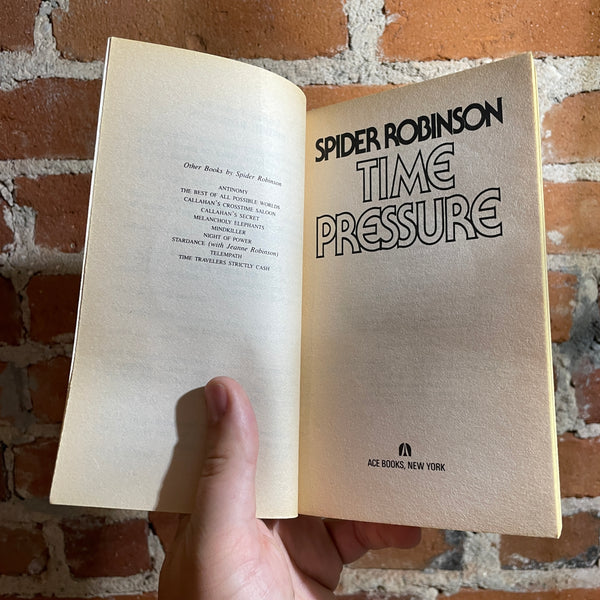 Other Books by Spider Robinson
ANTINOMY
THE BEST OF ALL POSSIBLE WORLDS
CALLAHAN'S CROSSTIME SALOON
CALLAHAN'S SECRET
MELANCHOLY ELEPHANTS
MINDKILLER
NIGHT OF POWER
STARDANCE (with Jeanne Robinson)
TELEMPATH
TIME TRAVELERS STRICTLY CASH
SPIDER ROBINSON
TIME
PRESSURE
ACE BOOKS, NEW YORK